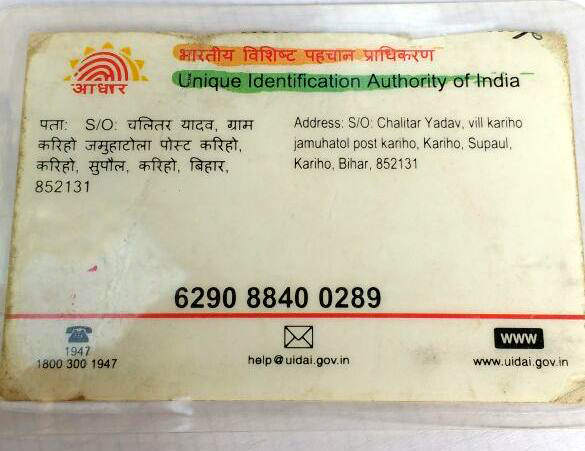 भारतीय विशिष्ट पहचान प्राधिकरण
Unique Identification Authority of India
आधार
पता: S/O: चलितर यादव, ग्राम
करिहो जमुहाटोला पोस्ट करिहो,
करिहो, सुपौल, करिहो, बिहार,
852131
Address: S/O: Chalitar Yadav, vill kariho
jamuhatol post kariho, Kariho, Supaul,
Kariho, Bihar, 852131
6290 8840 0289
1947
1800 300 1947
help@uidai.gov.in
www
www.uidai.gov.in